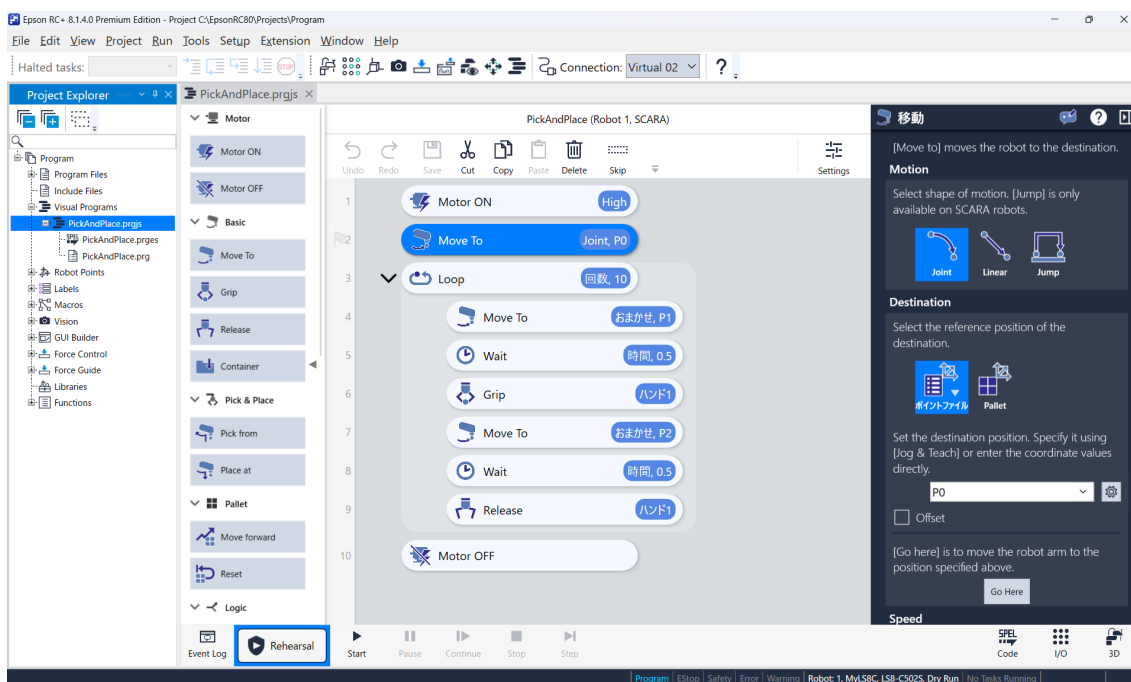 Epson RC+ 8.1.4.0 Premium Edition - Project C:\EpsonRC80\Projects\Program
File Edit View Project Run Tools Setup Extension Window Help
Halted tasks:
STOP
Connection: Virtual 02
?
Project Explorer
PickAndPlace.prgjs
Program
Program Files
Include Files
Visual Programs
PickAndPlace.prgjs
PickAndPlace.prges
PickAndPlace.prg
Robot Points
Labels
Macros
Vision
GUI Builder
Force Control
Force Guide
Libraries
Functions
Motor
Motor ON
Motor OFF
Basic
Move To
Grip
Release
Container
Pick & Place
Pick from
Place at
Pallet
Move forward
Reset
Logic
PickAndPlace (Robot 1, SCARA)
Undo Redo Save Cut Copy Paste Delete Skip Settings
1 Motor ON High
2 Move To Joint, P0
3 Loop 回数, 10
4 Move To おまかせ, P1
5 Wait 時間, 0.5
6 Grip ハンド1
7 Move To おまかせ, P2
8 Wait 時間, 0.5
9 Release ハンド1
10 Motor OFF
移動
[Move to] moves the robot to the destination.
Motion
Select shape of motion. [Jump] is only
available on SCARA robots.
Joint Linear Jump
Destination
Select the reference position of the
destination.
ポイントファイル Pallet
Set the destination position. Specify it using
[Jog & Teach] or enter the coordinate values
directly.
P0
Offset
[Go here] is to move the robot arm to the
position specified above.
Go Here
Speed
Event Log Rehearsal Start Pause Continue Stop Step
SPEL
Code I/O 3D
Program EStop Safety Error Warning Robot: 1, MyLS8C, LS8-C502S, Dry Run No Tasks Running